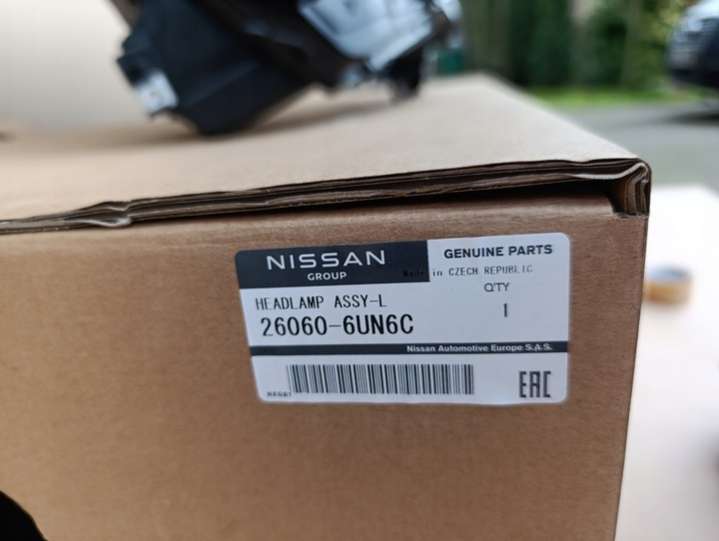 NISSAN
GROUP
GENUINE PARTS
Made in CZECH REPUBLIC
HEADLAMP ASSY-L
Q'TY
26060-6UN6C
1
Nissan Automotive Europe S.A.S.
EAC